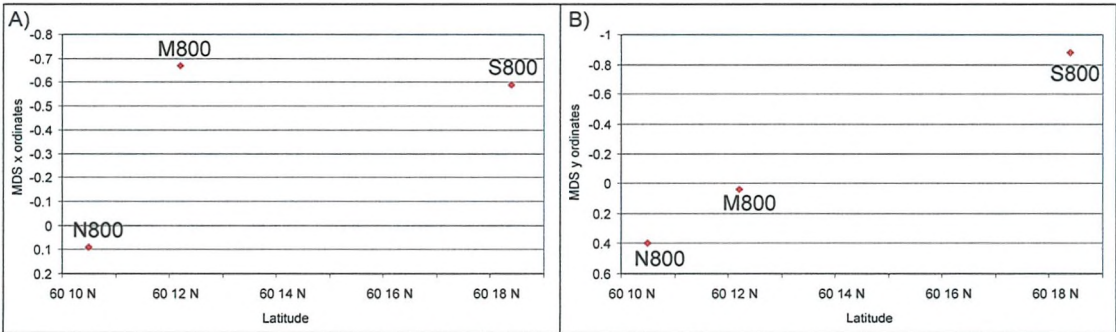 A)
MDS x ordinates
-0.8
-0.7
-0.6
-0.5
-0.4
-0.3
-0.2
-0.1
0
0.1
0.2
M800
S800
N800
60 10 N 60 12 N 60 14 N 60 16 N 60 18 N
Latitude
B)
MDS y ordinates
-1
-0.8
-0.6
-0.4
-0.2
0
0.2
0.4
0.6
S800
M800
N800
60 10 N 60 12 N 60 14 N 60 16 N 60 18 N
Latitude